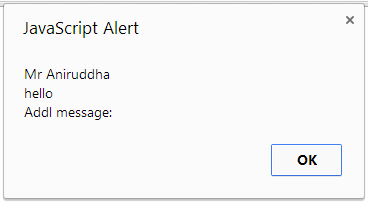 JavaScript Alert
Mr Aniruddha
hello
Addl message:
OK